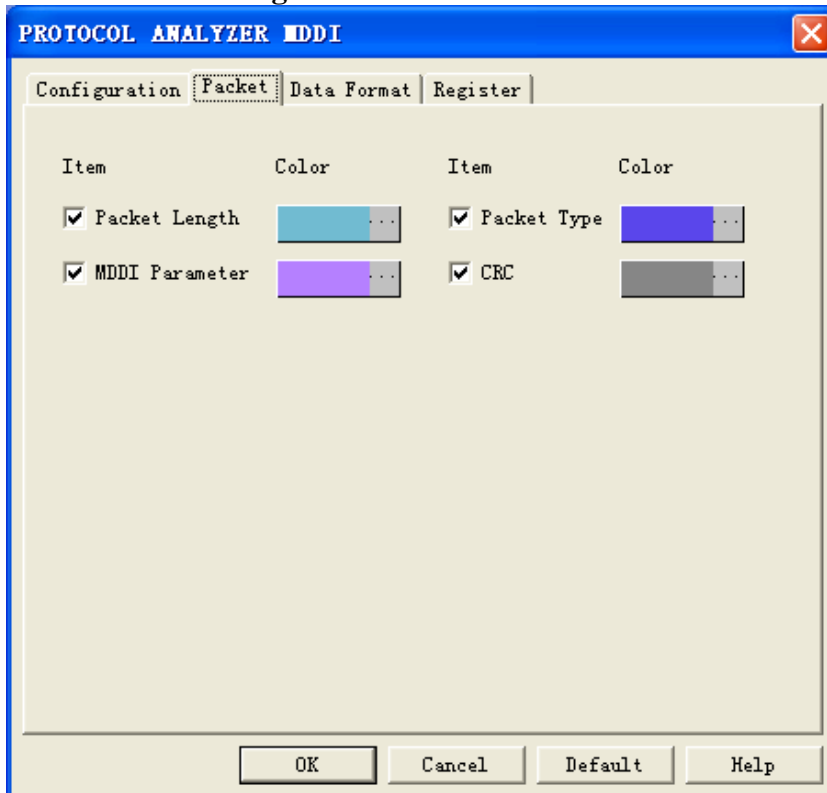 PROTOCOL ANALYZER MDDI
Configuration Packet Data Format Register
Item Color Item Color
Packet Length ... Packet Type ...
MDDI Parameter ... CRC ...
OK Cancel Default Help